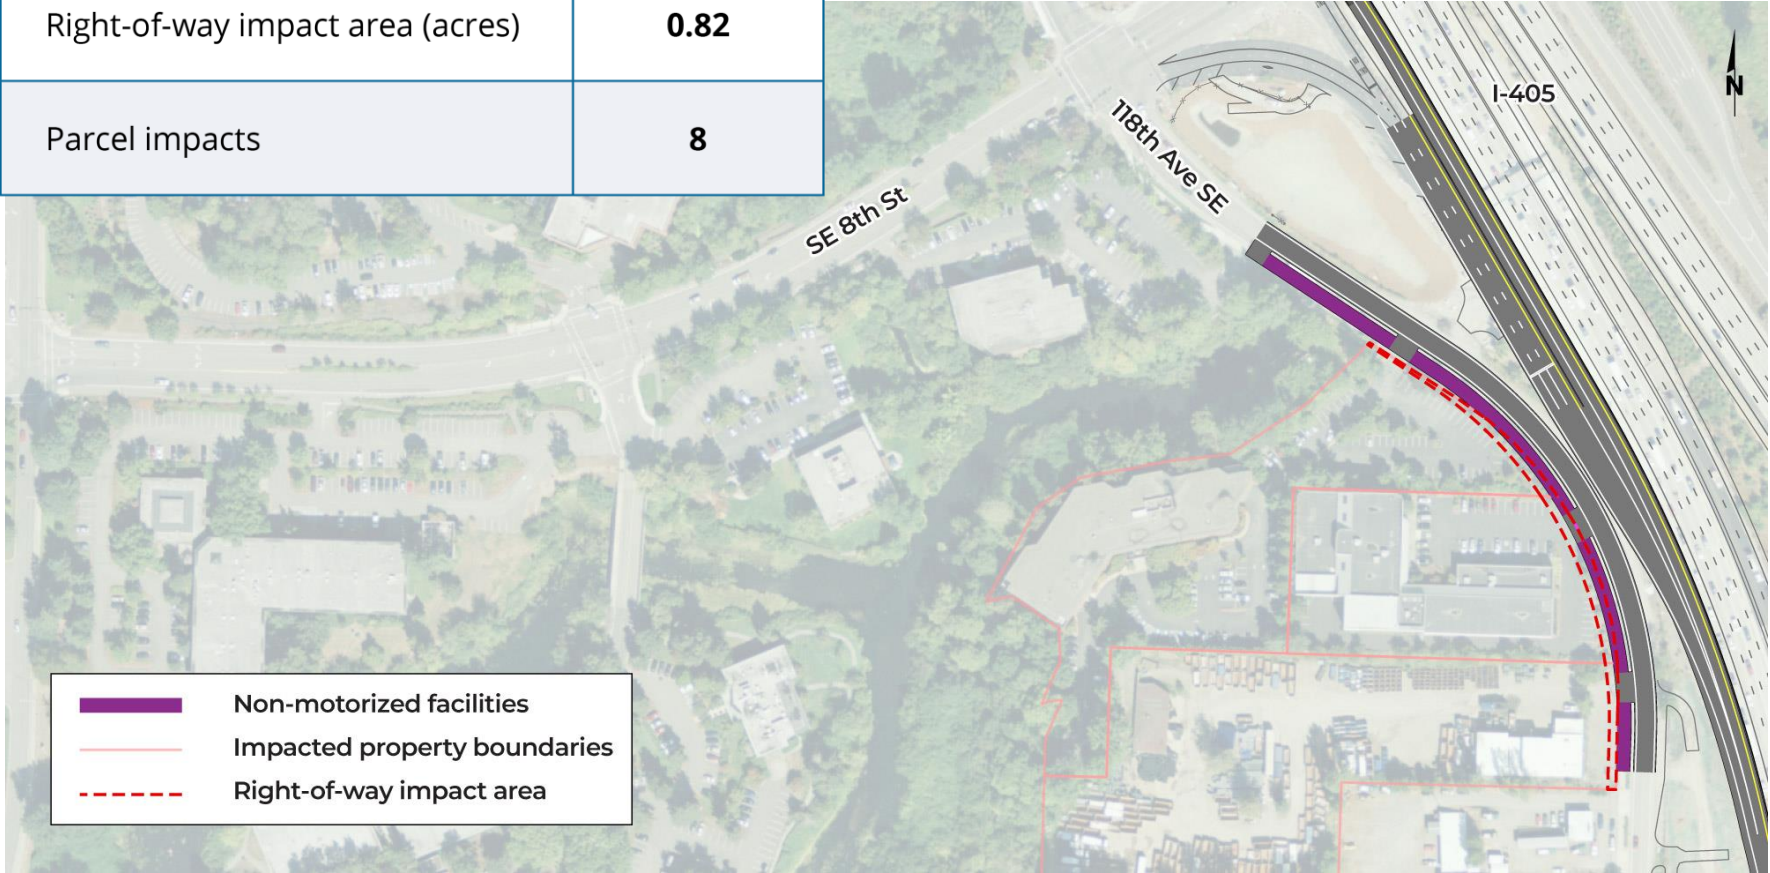 Right-of-way impact area (acres) 0.82
Parcel impacts 8
I-405
N
118th Ave SE
SE 8th St
Non-motorized facilities
Impacted property boundaries
Right-of-way impact area